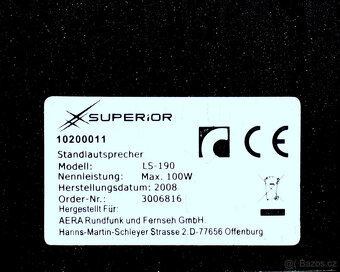 SUPERIOR
10200011
Standlautsprecher
Modell: LS-190
Nennleistung: Max. 100W
Herstellungsdatum: 2008
Order-Nr.: 3006816
Hergestellt Für:
AERA Rundfunk und Fernseh GmbH
Hanns-Martin-Schleyer Strasse 2.D-77656 Offenburg
CE
Bazos.cz